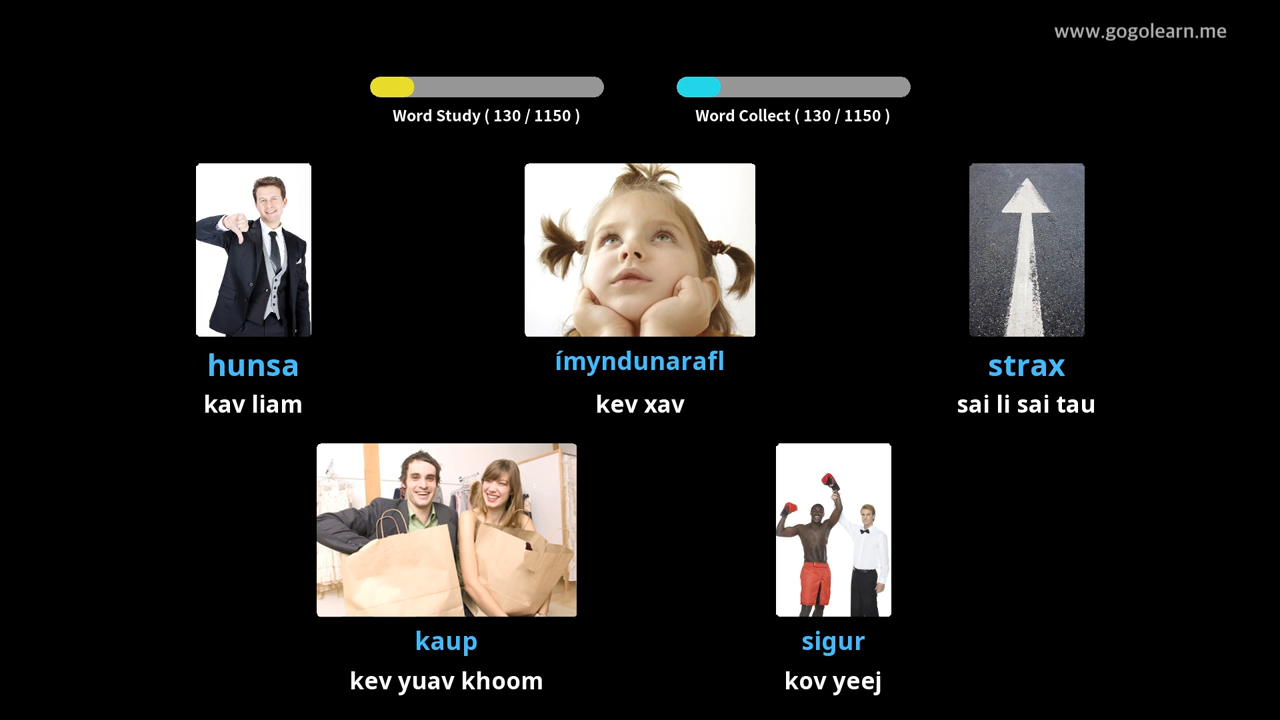 www.gogolearn.me
Word Study ( 130 / 1150 )
Word Collect ( 130 / 1150 )
hunsa
kav liam
ímyndunarafl
kev xav
strax
sai li sai tau
kaup
kev yuav khoom
sigur
kov yeej